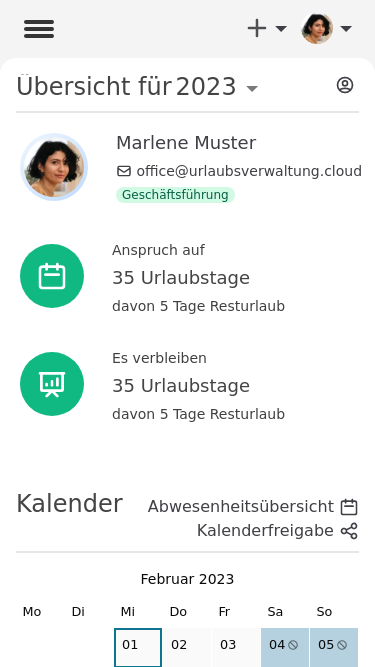 Übersicht für 2023
Marlene Muster
office@urlaubsverwaltung.cloud
Geschäftsführung
Anspruch auf
35 Urlaubstage
davon 5 Tage Resturlaub
Es verbleiben
35 Urlaubstage
davon 5 Tage Resturlaub
Kalender
Abwesenheitsübersicht
Kalenderfreigabe
Februar 2023
Mo Di Mi Do Fr Sa So
01 02 03 04 05